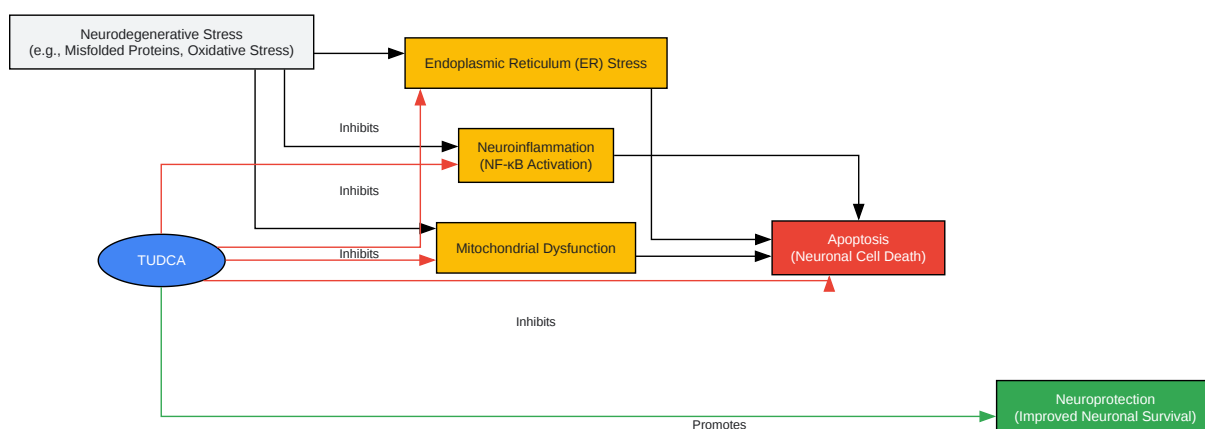 Neurodegenerative Stress
(e.g., Misfolded Proteins, Oxidative Stress)
Endoplasmic Reticulum (ER) Stress
Inhibits
Neuroinflammation
(NF-κB Activation)
Inhibits
Mitochondrial Dysfunction
Apoptosis
(Neuronal Cell Death)
Inhibits
TUDCA
Inhibits
Neuroprotection
(Improved Neuronal Survival)
Promotes